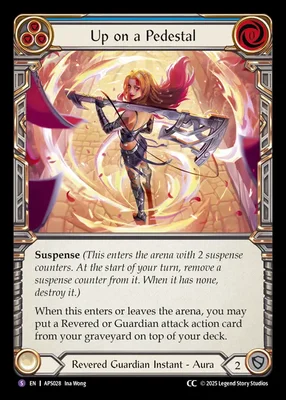 Up on a Pedestal
Suspense (This enters the arena with 2 suspense
counters. At the start of your turn, remove a
suspense counter from it. When it has none,
destroy it.)
When this enters or leaves the arena, you may
put a Revered or Guardian attack action card
from your graveyard on top of your deck.
Revered Guardian Instant - Aura
2
S EN | APS028 Ina Wong
CC © 2025 Legend Story Studios